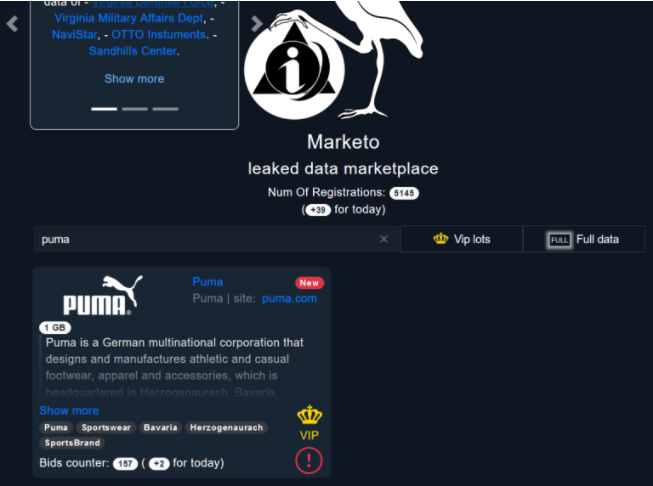 data of - Virginia Defense Force, -
Virginia Military Affairs Dept, -
NaviStar, - OTTO Instuments. -
Sandhills Center.
Show more
i
Marketo
leaked data marketplace
Num Of Registrations: 5145
(+39 for today)
puma
×
Vip lots
FULL Full data
PUMA®
Puma
New
Puma | site: puma.com
1 GB
Puma is a German multinational corporation that
designs and manufactures athletic and casual
footwear, apparel and accessories, which is
headquartered in Herzogenaurach, Bavaria.
Show more
Puma Sportswear Bavaria Herzogenaurach
SportsBrand
VIP
Bids counter: 157 ( +2 for today)
!